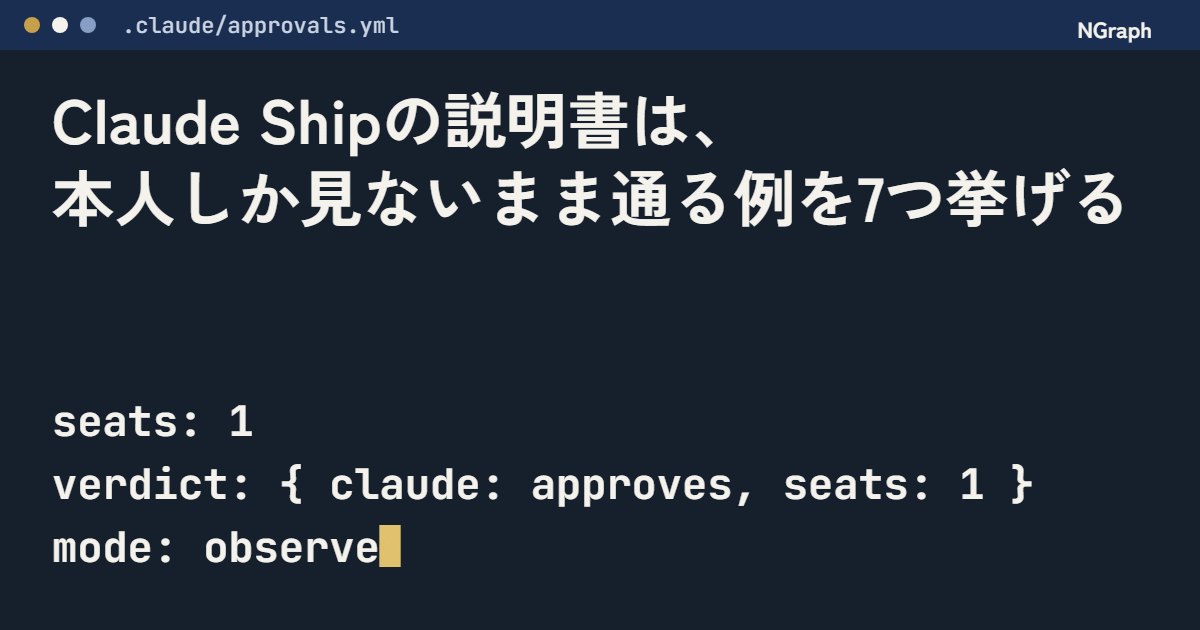 .claude/approvals.yml
NGraph
Claude Shipの説明書は、
本人しか見ないまま通る例を7つ挙げる
seats: 1
verdict: { claude: approves, seats: 1 }
mode: observe